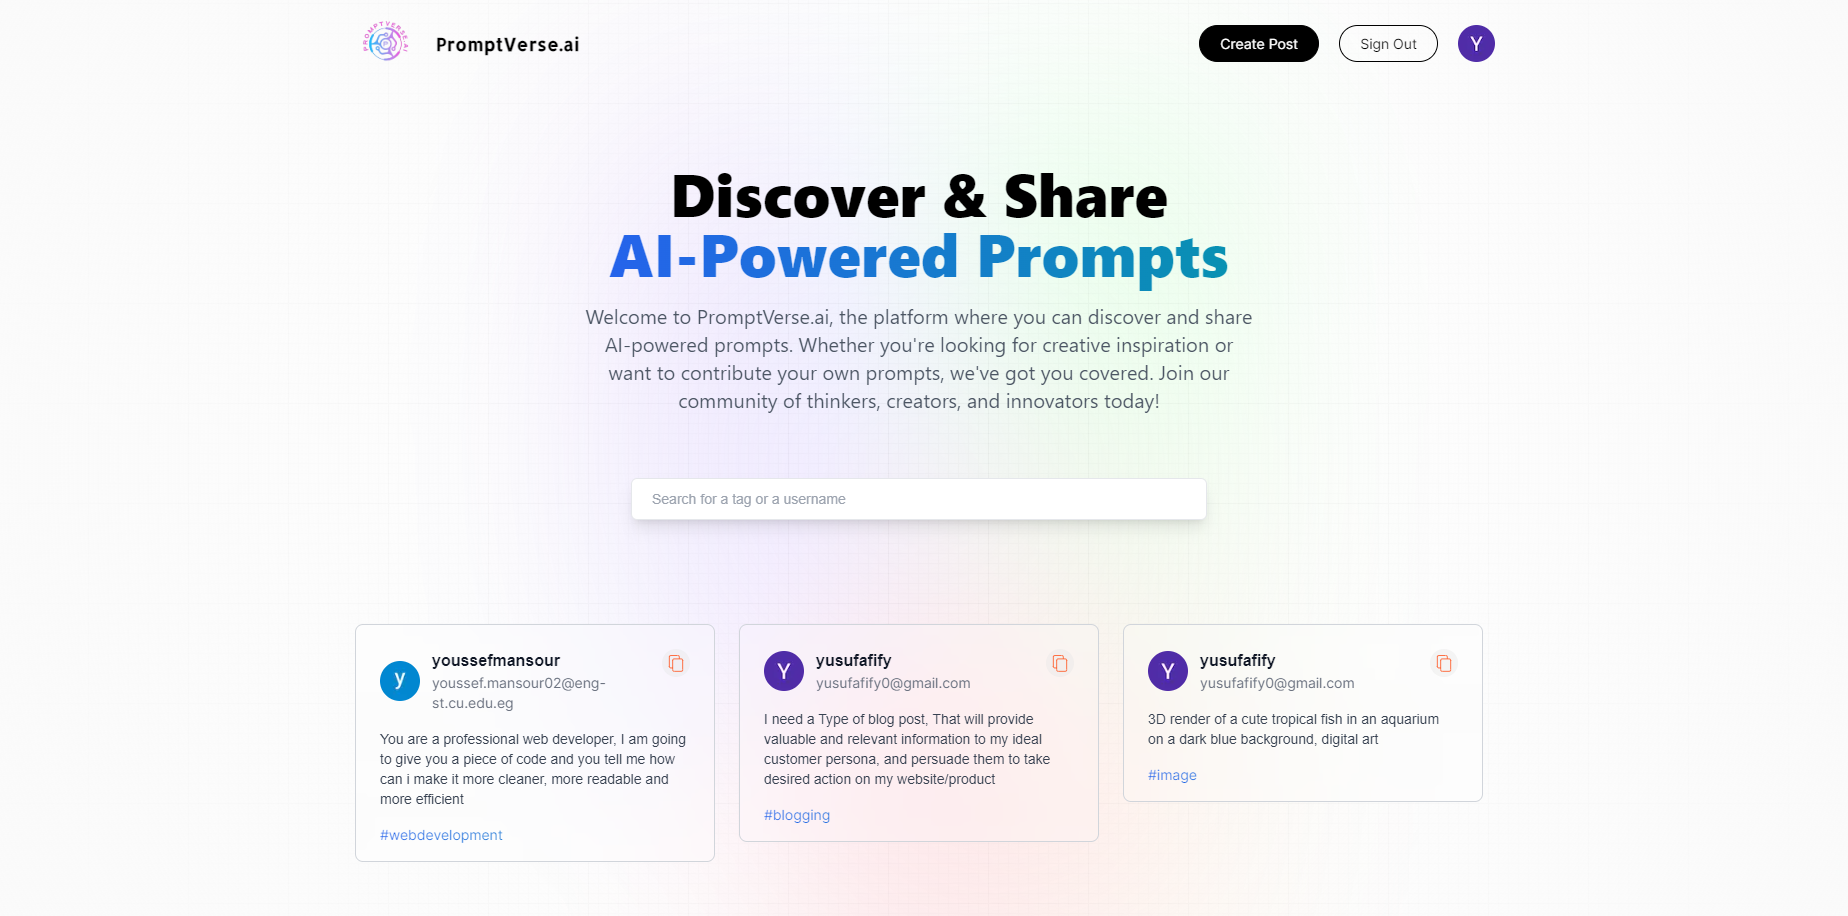 PROMPTVERSE.AI
PromptVerse.ai
Create Post
Sign Out
Y
Discover & Share
AI-Powered Prompts
Welcome to PromptVerse.ai, the platform where you can discover and share
AI-powered prompts. Whether you're looking for creative inspiration or
want to contribute your own prompts, we've got you covered. Join our
community of thinkers, creators, and innovators today!
Search for a tag or a username
y
youssefmansour
youssef.mansour02@eng-
st.cu.edu.eg
You are a professional web developer, I am going
to give you a piece of code and you tell me how
can i make it more cleaner, more readable and
more efficient
#webdevelopment
Y
yusufafify
yusufafify0@gmail.com
I need a Type of blog post, That will provide
valuable and relevant information to my ideal
customer persona, and persuade them to take
desired action on my website/product
#blogging
Y
yusufafify
yusufafify0@gmail.com
3D render of a cute tropical fish in an aquarium
on a dark blue background, digital art
#image